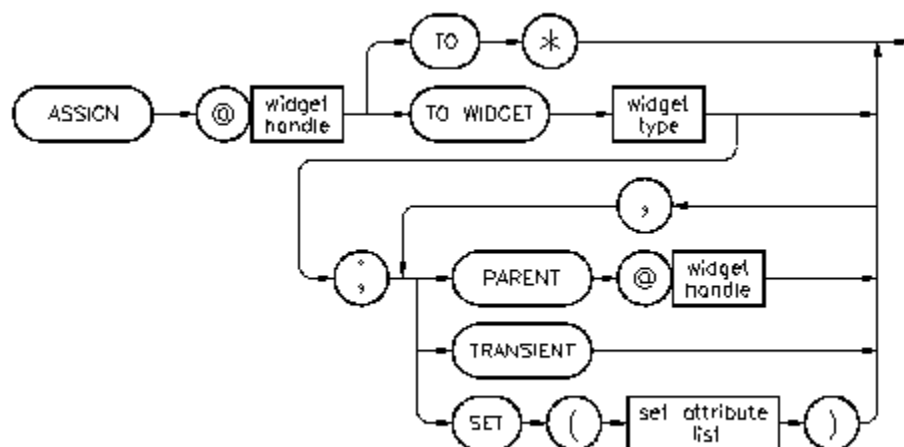 TO *
ASSIGN @ widget handle TO WIDGET widget type
,
; PARENT @ widget handle
TRANSIENT
SET ( set attribute list )